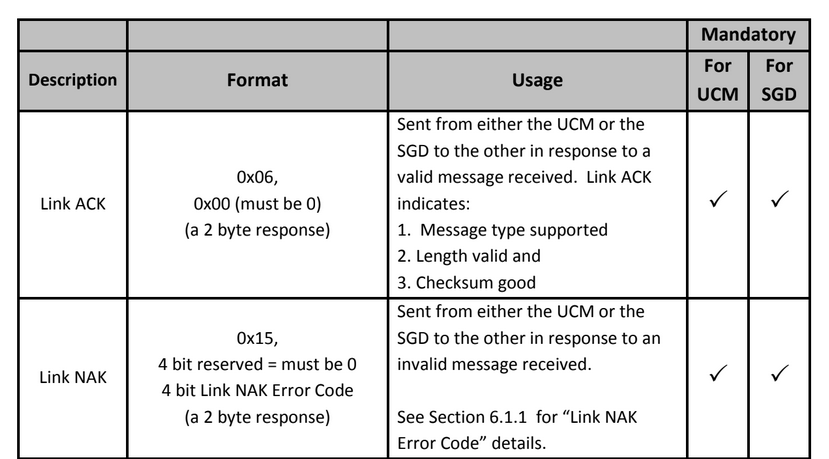 Mandatory
Description
Format
Usage
For
UCM
For
SGD
Link ACK
0x06,
0x00 (must be 0)
(a 2 byte response)
Sent from either the UCM or the
SGD to the other in response to a
valid message received.  Link ACK
indicates:
1.  Message type supported
2. Length valid and
3. Checksum good
✓
✓
Link NAK
0x15,
4 bit reserved = must be 0
4 bit Link NAK Error Code
(a 2 byte response)
Sent from either the UCM or the
SGD to the other in response to an
invalid message received.
See Section 6.1.1  for “Link NAK
Error Code” details.
✓
✓